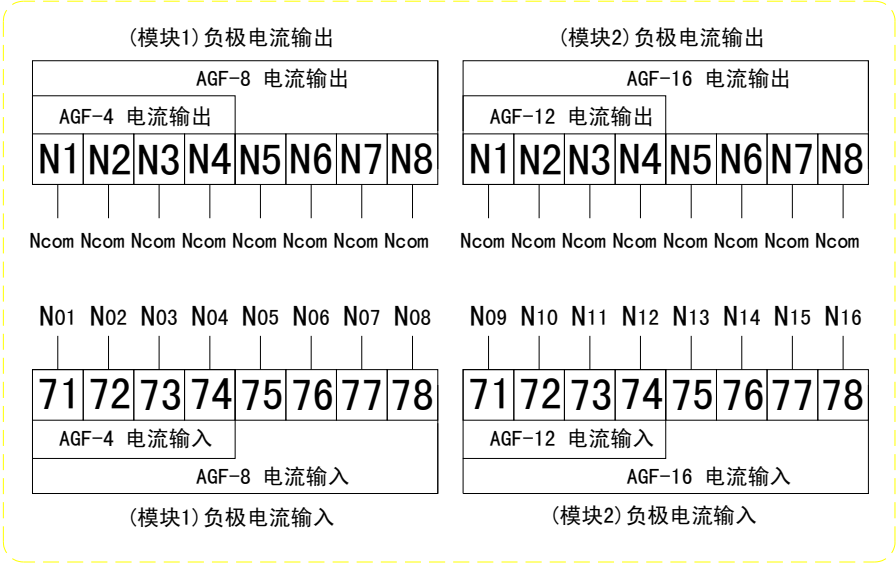 (模块1)负极电流输出 (模块2)负极电流输出
AGF-8 电流输出 AGF-16 电流输出
AGF-4 电流输出 AGF-12 电流输出
N1 N2 N3 N4 N5 N6 N7 N8 N1 N2 N3 N4 N5 N6 N7 N8
Ncom Ncom Ncom Ncom Ncom Ncom Ncom Ncom Ncom Ncom Ncom Ncom Ncom Ncom Ncom Ncom
N01 N02 N03 N04 N05 N06 N07 N08 N09 N10 N11 N12 N13 N14 N15 N16
71 72 73 74 75 76 77 78 71 72 73 74 75 76 77 78
AGF-4 电流输入 AGF-12 电流输入
AGF-8 电流输入 AGF-16 电流输入
(模块1)负极电流输入 (模块2)负极电流输入